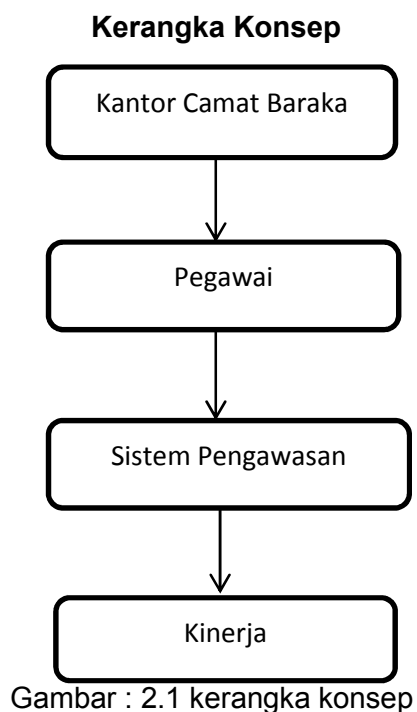 Kerangka Konsep
Kantor Camat Baraka
Pegawai
Sistem Pengawasan
Kinerja
Gambar : 2.1 kerangka konsep